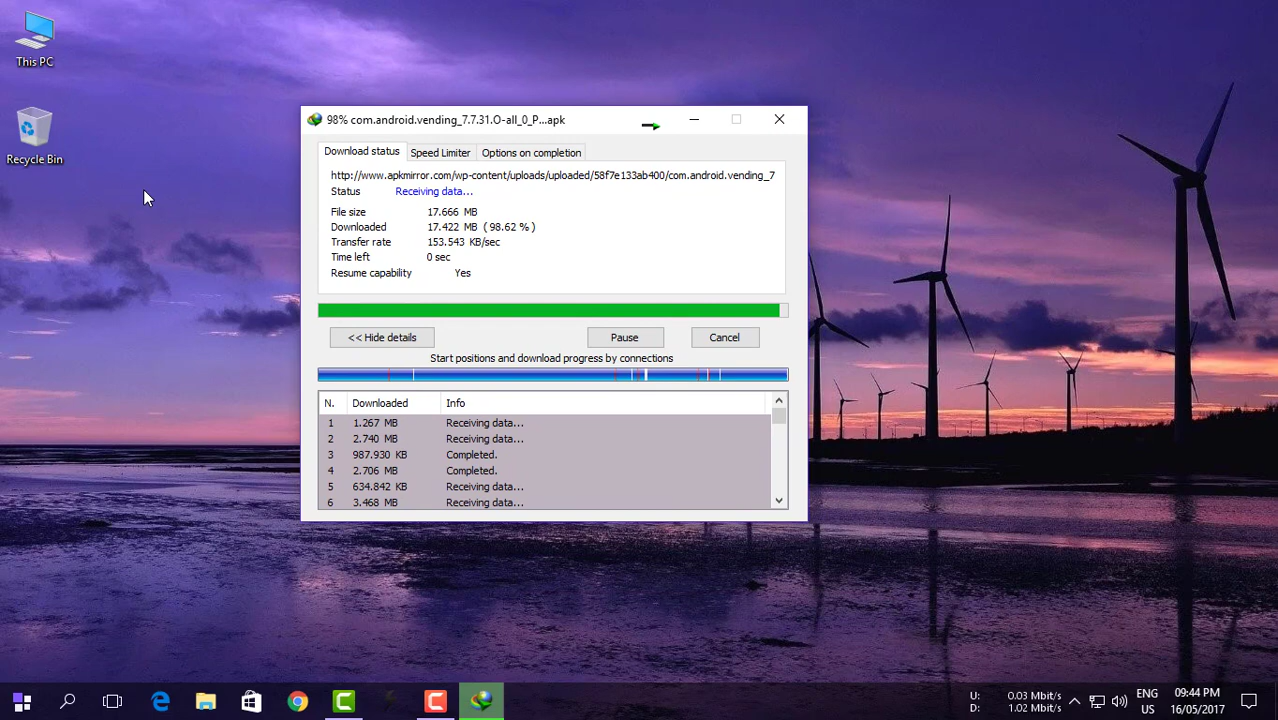 This PC
Recycle Bin
98% com.android.vending_7.7.31.O-all_0_P...apk
Download status
Speed Limiter
Options on completion
http://www.apkmirror.com/wp-content/uploads/uploaded/58f7e133ab400/com.android.vending_7
Status Receiving data...
File size 17.666 MB
Downloaded 17.422 MB ( 98.62 % )
Transfer rate 153.543 KB/sec
Time left 0 sec
Resume capability Yes
<< Hide details
Pause
Cancel
Start positions and download progress by connections
N. Downloaded Info
1 1.267 MB Receiving data...
2 2.740 MB Receiving data...
3 987.930 KB Completed.
4 2.706 MB Completed.
5 634.842 KB Receiving data...
6 3.468 MB Receiving data...
U: 0.03 Mbit/s
D: 1.02 Mbit/s
ENG
US
09:44 PM
16/05/2017